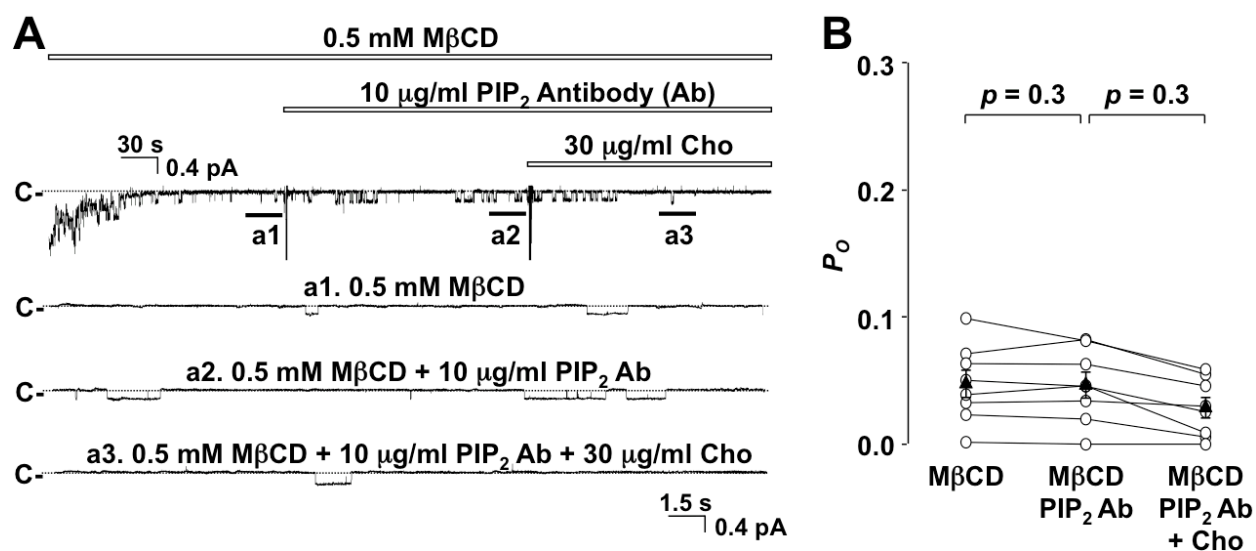 A
0.5 mM MβCD
10 μg/ml PIP₂ Antibody (Ab)
30 μg/ml Cho
30 s
0.4 pA
C-
a1
a2
a3
a1. 0.5 mM MβCD
C-
a2. 0.5 mM MβCD + 10 μg/ml PIP₂ Ab
C-
a3. 0.5 mM MβCD + 10 μg/ml PIP₂ Ab + 30 μg/ml Cho
C-
1.5 s
0.4 pA
B
0.3
p = 0.3
p = 0.3
0.2
Po
0.1
0.0
MβCD
MβCD
PIP₂ Ab
MβCD
PIP₂ Ab
+ Cho